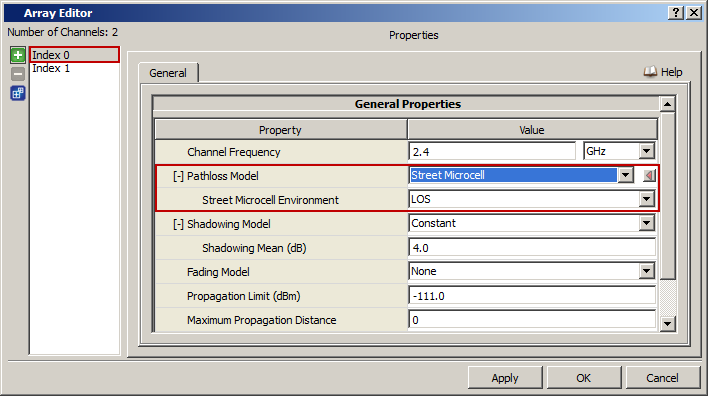 Array Editor
Number of Channels: 2
Properties
Index 0
Index 1
General
Help
General Properties
Property Value
Channel Frequency 2.4 GHz
[-] Pathloss Model Street Microcell
Street Microcell Environment LOS
[-] Shadowing Model Constant
Shadowing Mean (dB) 4.0
Fading Model None
Propagation Limit (dBm) -111.0
Maximum Propagation Distance 0
Apply OK Cancel